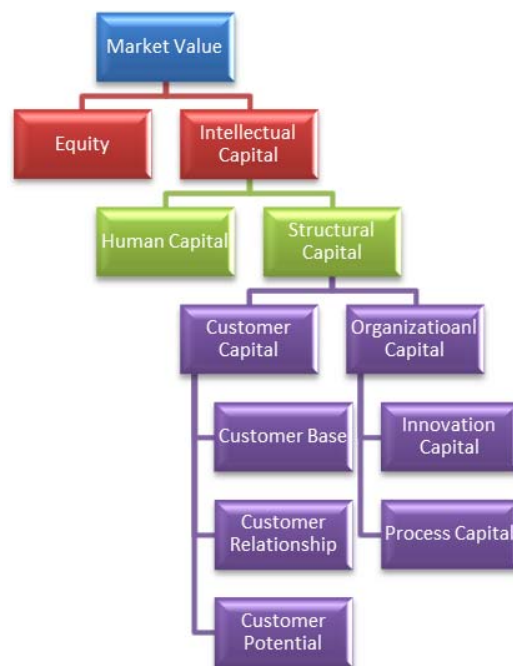 Market Value
Equity
Intellectual
Capital
Human Capital
Structural
Capital
Customer
Capital
Organizatioanl
Capital
Customer Base
Innovation
Capital
Customer
Relationship
Process Capital
Customer
Potential